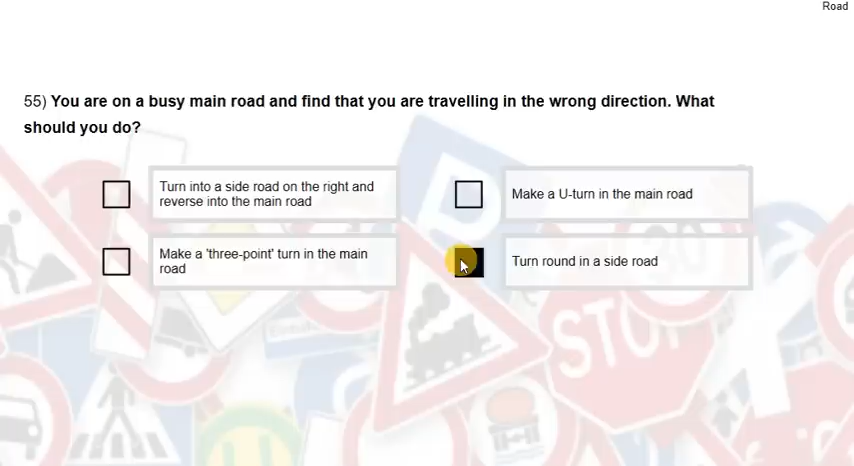 Road
55) You are on a busy main road and find that you are travelling in the wrong direction. What
should you do?
Turn into a side road on the right and
reverse into the main road
Make a U-turn in the main road
Make a 'three-point' turn in the main
road
Turn round in a side road
STOP
30